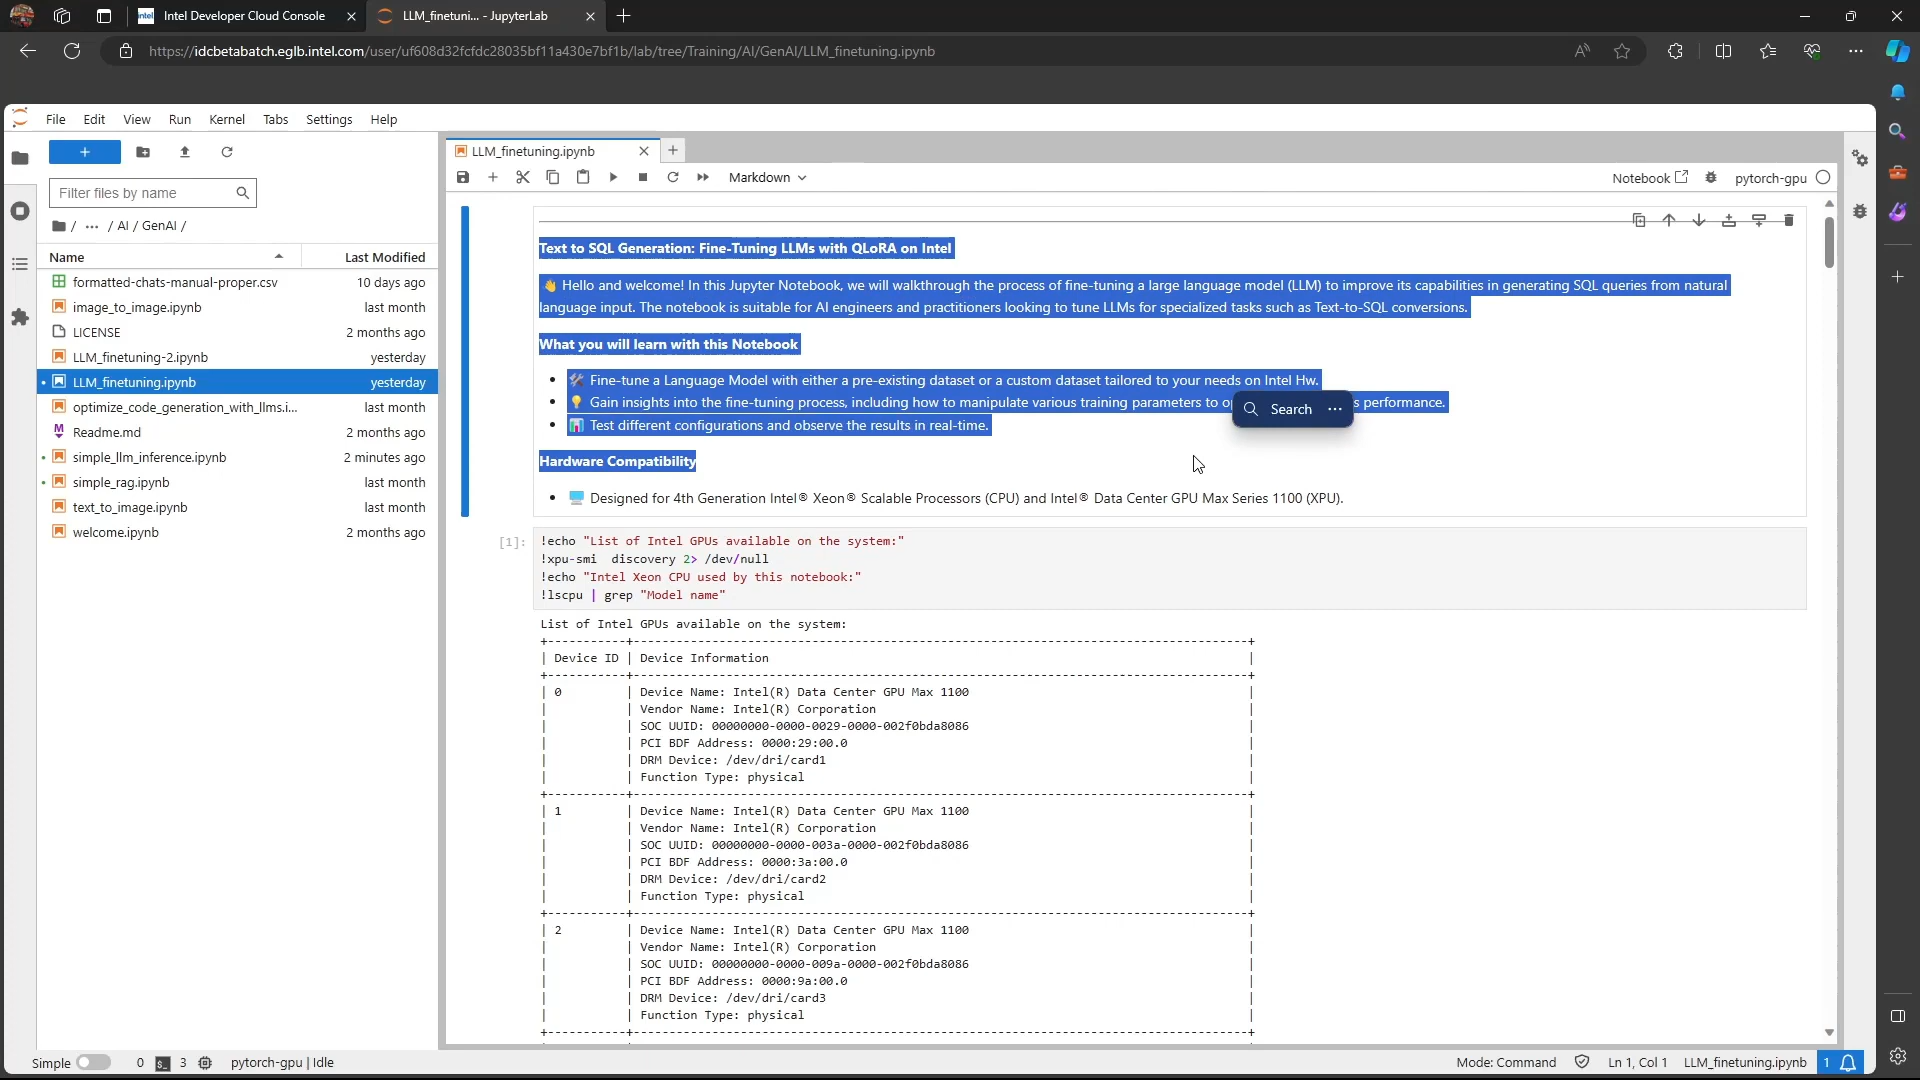 intel Intel Developer Cloud Console
LLM_finetuni... - JupyterLab
https://idcbetabatch.eglb.intel.com/user/uf608d32fcfdc28035bf11a430e7bf1b/lab/tree/Training/AI/GenAI/LLM_finetuning.ipynb
File Edit View Run Kernel Tabs Settings Help
LLM_finetuning.ipynb
Markdown
Notebook
pytorch-gpu
Filter files by name
/ ... / AI / GenAI /
Name Last Modified
formatted-chats-manual-proper.csv 10 days ago
image_to_image.ipynb last month
LICENSE 2 months ago
LLM_finetuning-2.ipynb yesterday
LLM_finetuning.ipynb yesterday
optimize_code_generation_with_llms.i... last month
Readme.md 2 months ago
simple_llm_inference.ipynb 2 minutes ago
simple_rag.ipynb last month
text_to_image.ipynb last month
welcome.ipynb 2 months ago
Text to SQL Generation: Fine-Tuning LLMs with QLoRA on Intel
👋 Hello and welcome! In this Jupyter Notebook, we will walkthrough the process of fine-tuning a large language model (LLM) to improve its capabilities in generating SQL queries from natural
language input. The notebook is suitable for AI engineers and practitioners looking to tune LLMs for specialized tasks such as Text-to-SQL conversions.
What you will learn with this Notebook
• 🛠️ Fine-tune a Language Model with either a pre-existing dataset or a custom dataset tailored to your needs on Intel Hw.
• 💡 Gain insights into the fine-tuning process, including how to manipulate various training parameters to op s performance.
Search ...
• 📊 Test different configurations and observe the results in real-time.
Hardware Compatibility
• 🖥️ Designed for 4th Generation Intel® Xeon® Scalable Processors (CPU) and Intel® Data Center GPU Max Series 1100 (XPU).
[1]:
!echo "List of Intel GPUs available on the system:"
!xpu-smi discovery 2> /dev/null
!echo "Intel Xeon CPU used by this notebook:"
!lscpu | grep "Model name"
List of Intel GPUs available on the system:
| Device ID | Device Information |
| 0 | Device Name: Intel(R) Data Center GPU Max 1100 |
| | Vendor Name: Intel(R) Corporation |
| | SOC UUID: 00000000-0000-0029-0000-002f0bda8086 |
| | PCI BDF Address: 0000:29:00.0 |
| | DRM Device: /dev/dri/card1 |
| | Function Type: physical |
| 1 | Device Name: Intel(R) Data Center GPU Max 1100 |
| | Vendor Name: Intel(R) Corporation |
| | SOC UUID: 00000000-0000-003a-0000-002f0bda8086 |
| | PCI BDF Address: 0000:3a:00.0 |
| | DRM Device: /dev/dri/card2 |
| | Function Type: physical |
| 2 | Device Name: Intel(R) Data Center GPU Max 1100 |
| | Vendor Name: Intel(R) Corporation |
| | SOC UUID: 00000000-0000-009a-0000-002f0bda8086 |
| | PCI BDF Address: 0000:9a:00.0 |
| | DRM Device: /dev/dri/card3 |
| | Function Type: physical |
Simple 0 3 pytorch-gpu | Idle
Mode: Command Ln 1, Col 1 LLM_finetuning.ipynb 1